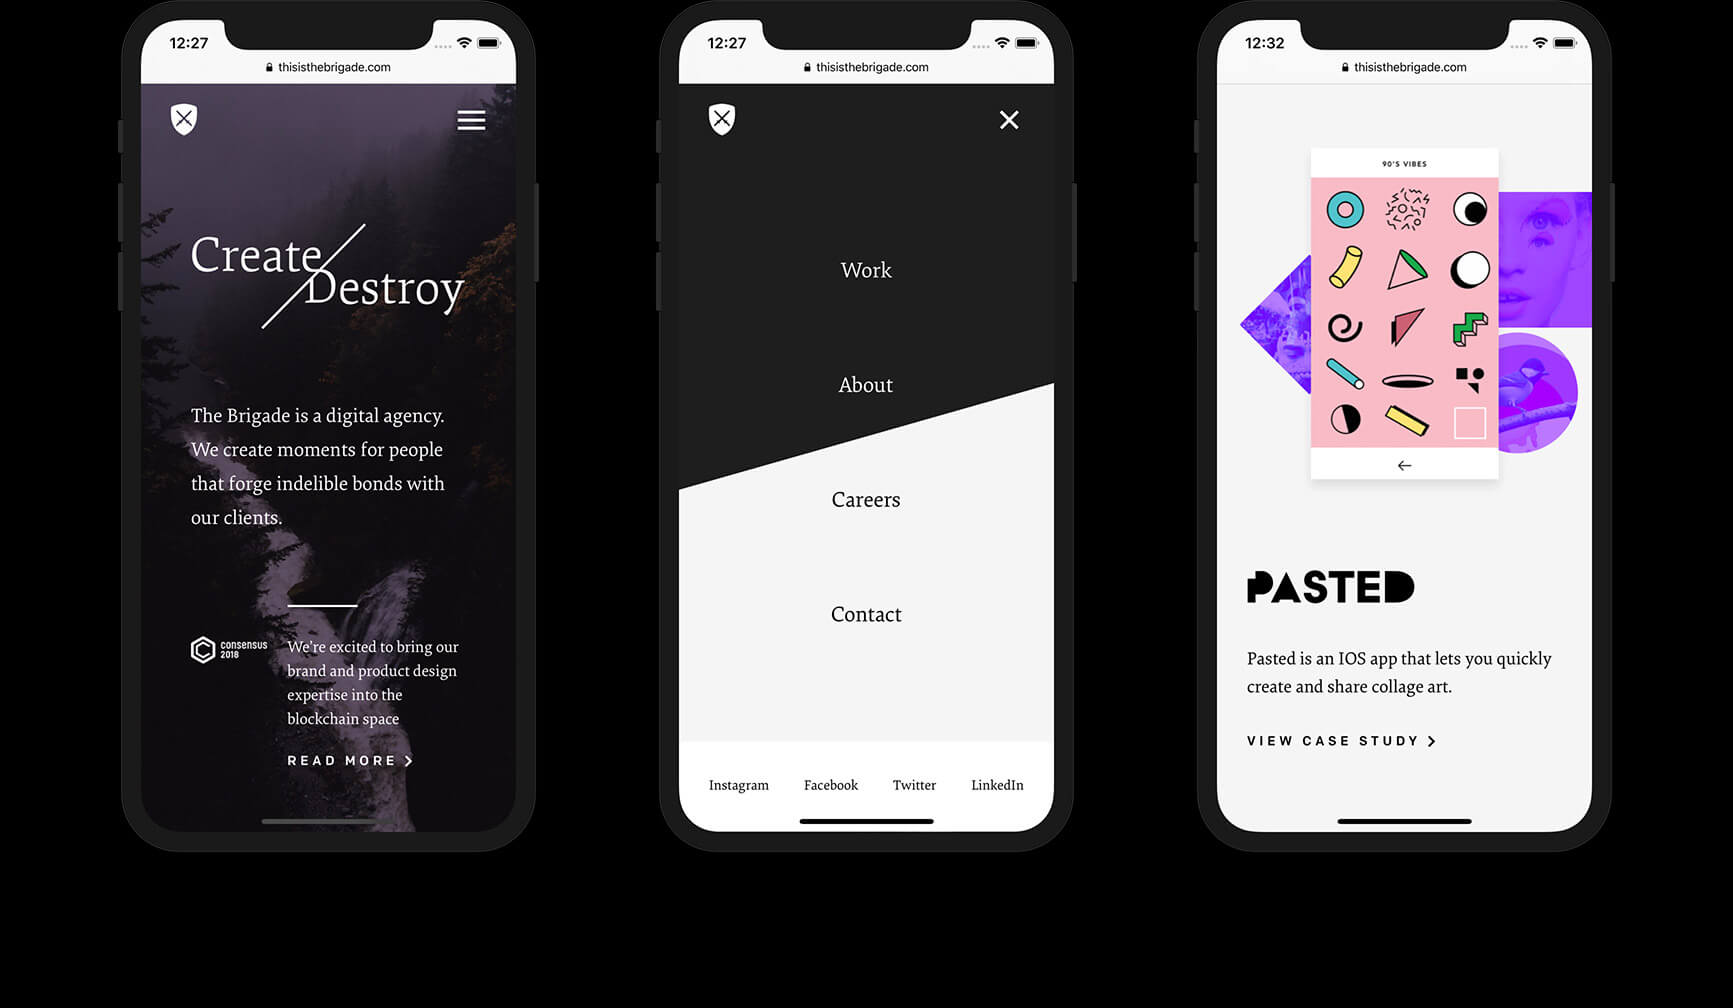 12:27
thisisthebrigade.com
Create
Destroy
The Brigade is a digital agency.
We create moments for people
that forge indelible bonds with
our clients.
consensus
2018
We're excited to bring our
brand and product design
expertise into the
blockchain space
READ MORE
12:27
thisisthebrigade.com
Work
About
Careers
Contact
Instagram Facebook Twitter LinkedIn
12:32
thisisthebrigade.com
90'S VIBES
PASTED
Pasted is an IOS app that lets you quickly
create and share collage art.
VIEW CASE STUDY